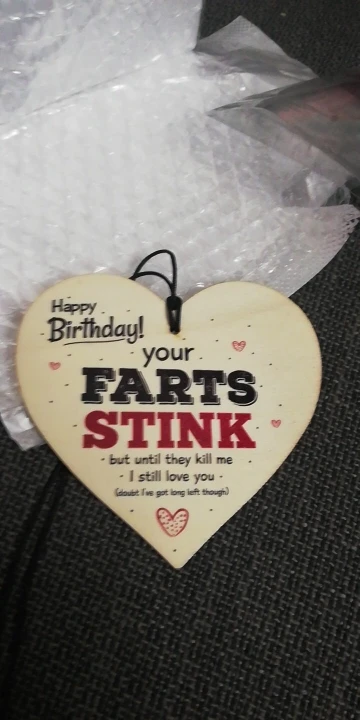 Happy
Birthday!
your
FARTS
STINK
but until they kill me
I still love you
(doubt I've got long left though)